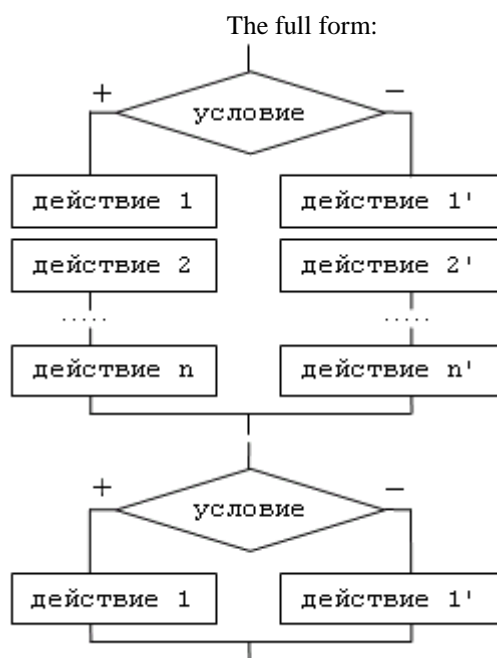 The full form:
+ −
условие
действие 1 действие 1'
действие 2 действие 2'
..... .....
действие n действие n'
+ −
условие
действие 1 действие 1'